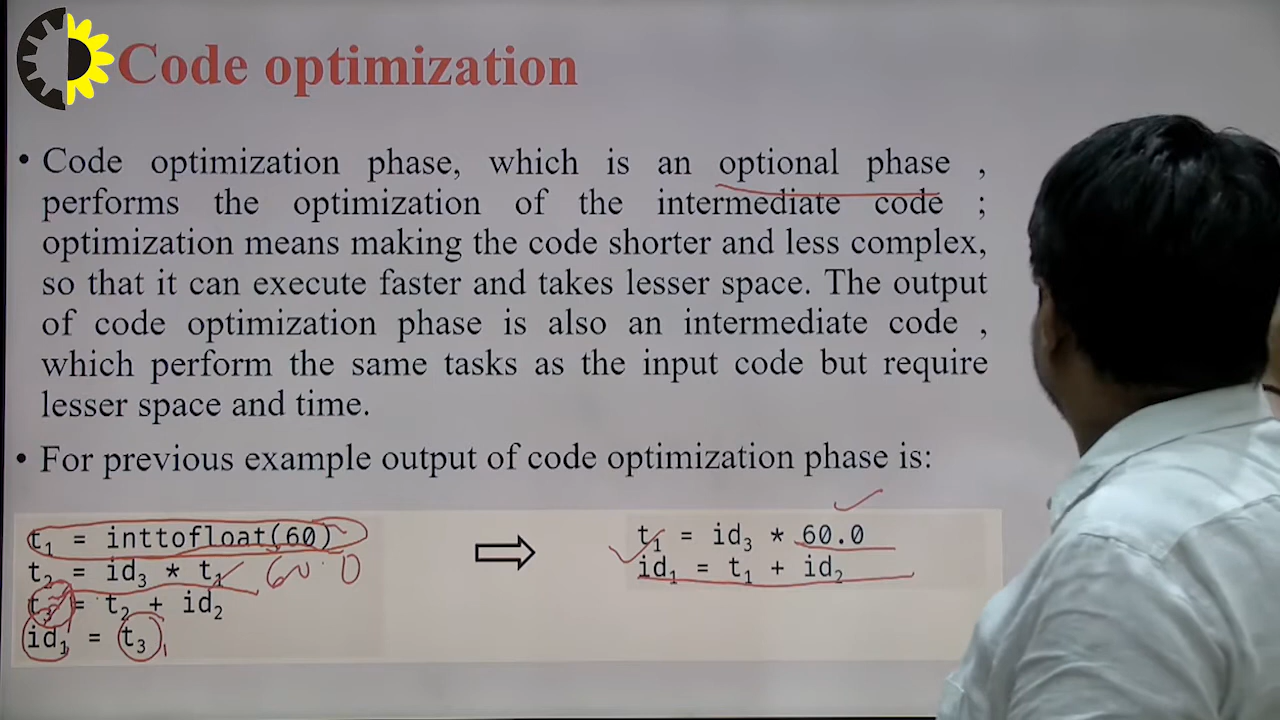 Code optimization
• Code optimization phase, which is an optional phase ,
performs the optimization of the intermediate code ;
optimization means making the code shorter and less complex,
so that it can execute faster and takes lesser space. The output
of code optimization phase is also an intermediate code ,
which perform the same tasks as the input code but require
lesser space and time.
• For previous example output of code optimization phase is:
t₁ = inttofloat(60)
t₂ = id₃ * t₁ 60.0
t₃ = t₂ + id₂
id₁ = t₃
t₁ = id₃ * 60.0
id₁ = t₁ + id₂